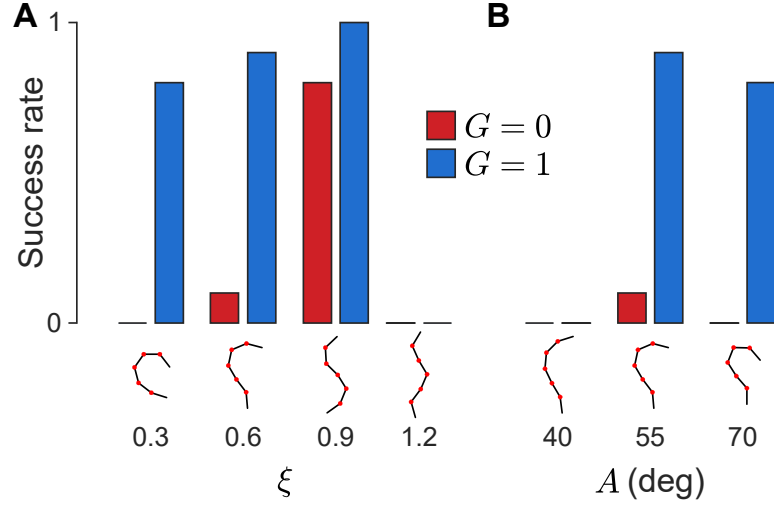 A
B
1
Success rate
G = 0
G = 1
0
0.3 0.6 0.9 1.2
40 55 70
ξ
A (deg)